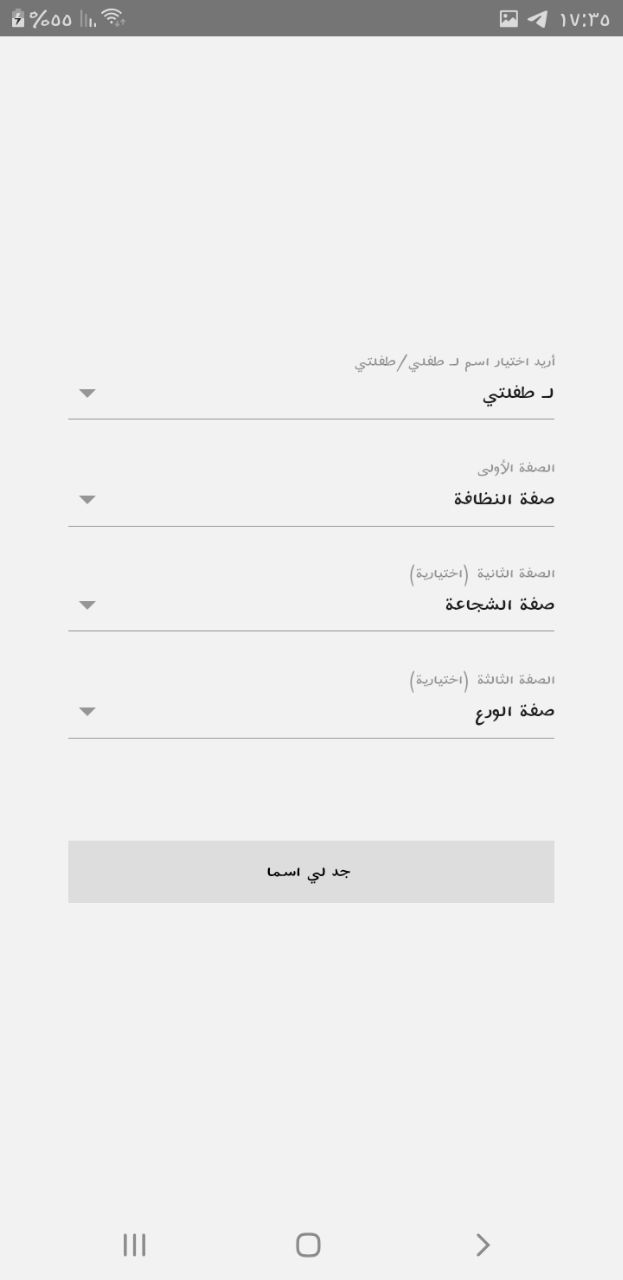 %٥٥ ١٧:٣٥
أريد اختيار اسم لـ طفلي/طفلتي
لـ طفلتي
الصفة الأولى
صفة النظافة
الصفة الثانية (اختيارية)
صفة الشجاعة
الصفة الثالثة (اختيارية)
صفة الورع
جد لي اسما